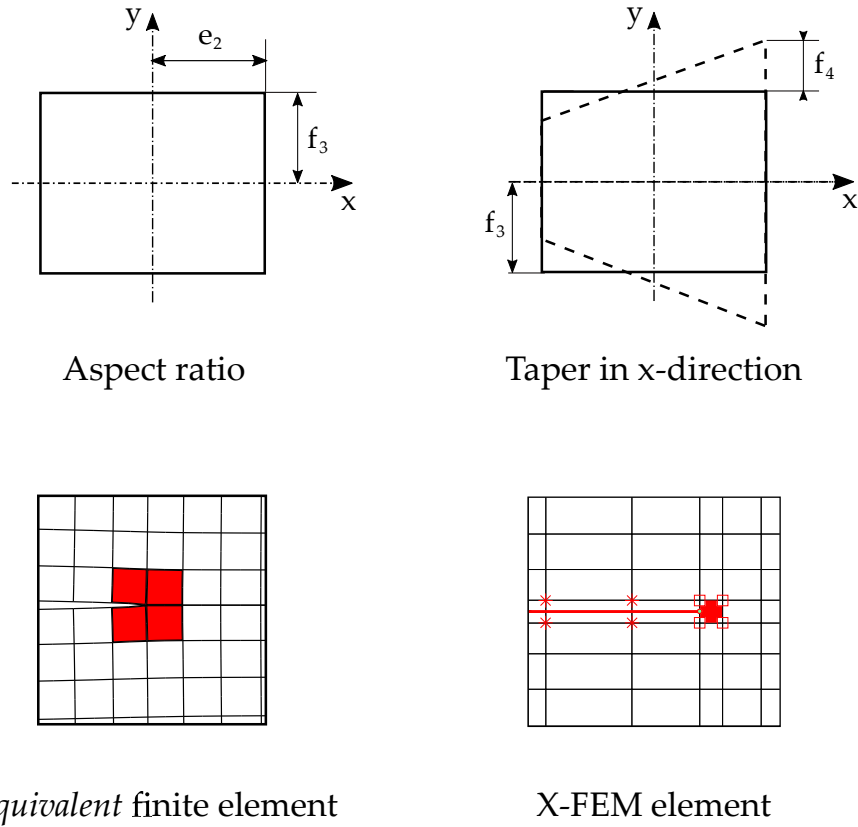 y
e₂
f₃
x
Aspect ratio
y
f₄
f₃
x
Taper in x-direction
quivalent finite element
X-FEM element